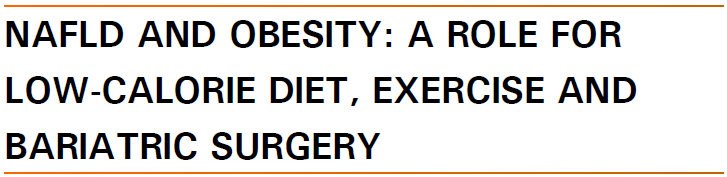 NAFLD AND OBESITY: A ROLE FOR
LOW-CALORIE DIET, EXERCISE AND
BARIATRIC SURGERY